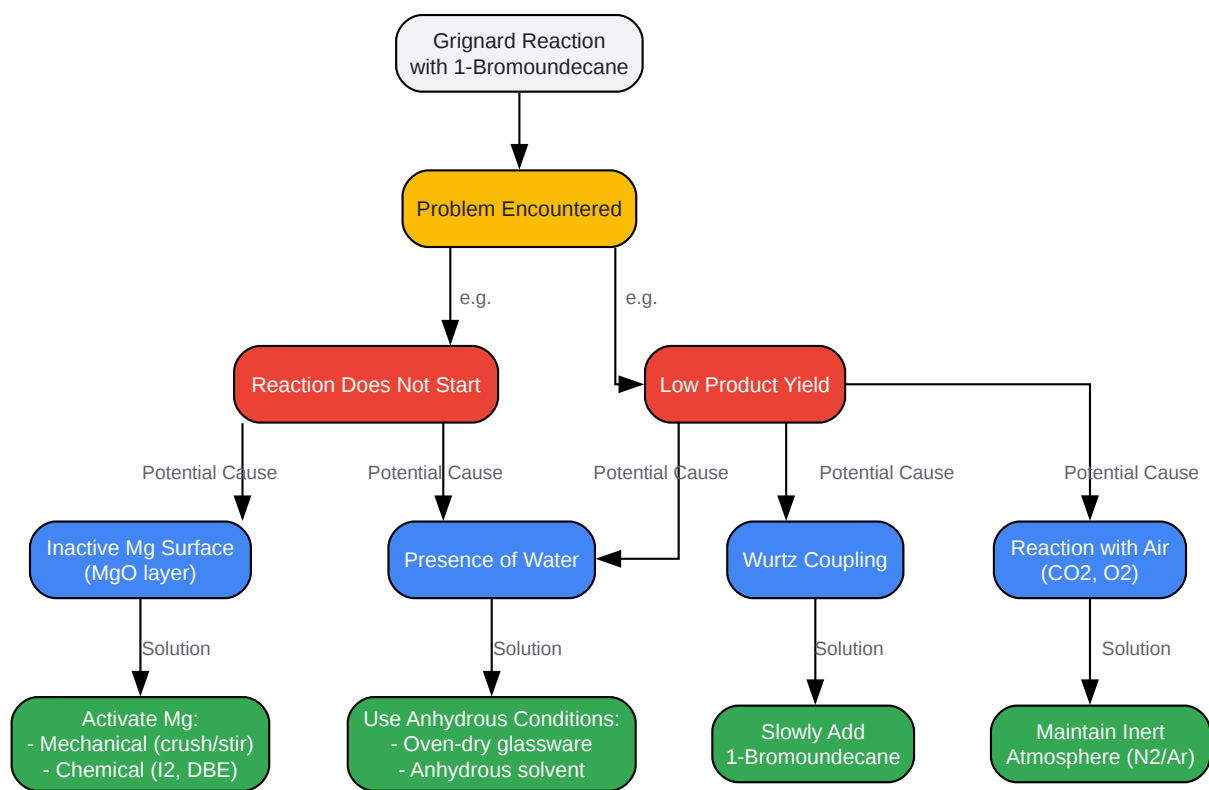 Grignard Reaction
with 1-Bromoundecane
Problem Encountered
e.g.
e.g.
Reaction Does Not Start
Low Product Yield
Potential Cause
Potential Cause
Potential Cause
Potential Cause
Potential Cause
Inactive Mg Surface
(MgO layer)
Presence of Water
Wurtz Coupling
Reaction with Air
(CO2, O2)
Solution
Solution
Solution
Solution
Activate Mg:
- Mechanical (crush/stir)
- Chemical (I2, DBE)
Use Anhydrous Conditions:
- Oven-dry glassware
- Anhydrous solvent
Slowly Add
1-Bromoundecane
Maintain Inert
Atmosphere (N2/Ar)